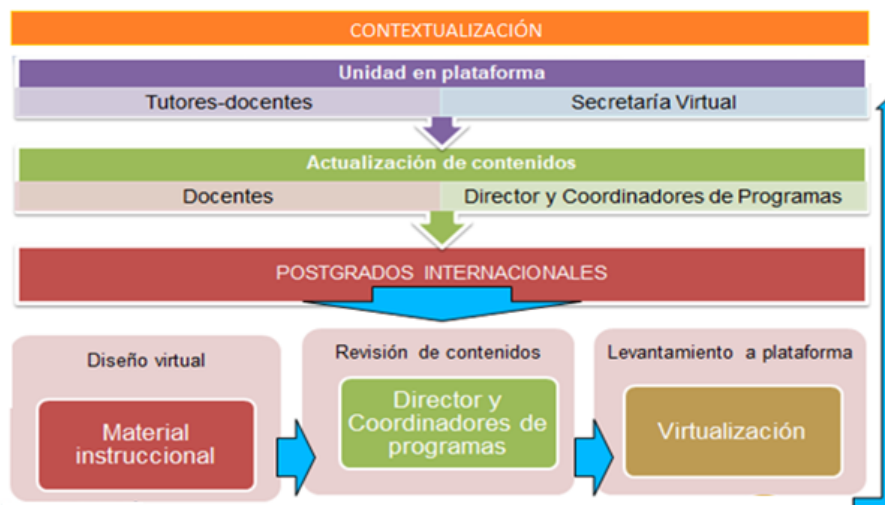 CONTEXTUALIZACIÓN
Unidad en plataforma
Tutores-docentes
Secretaría Virtual
Actualización de contenidos
Docentes
Director y Coordinadores de Programas
POSTGRADOS INTERNACIONALES
Diseño virtual
Material
instruccional
Revisión de contenidos
Director y
Coordinadores de
programas
Levantamiento a plataforma
Virtualización